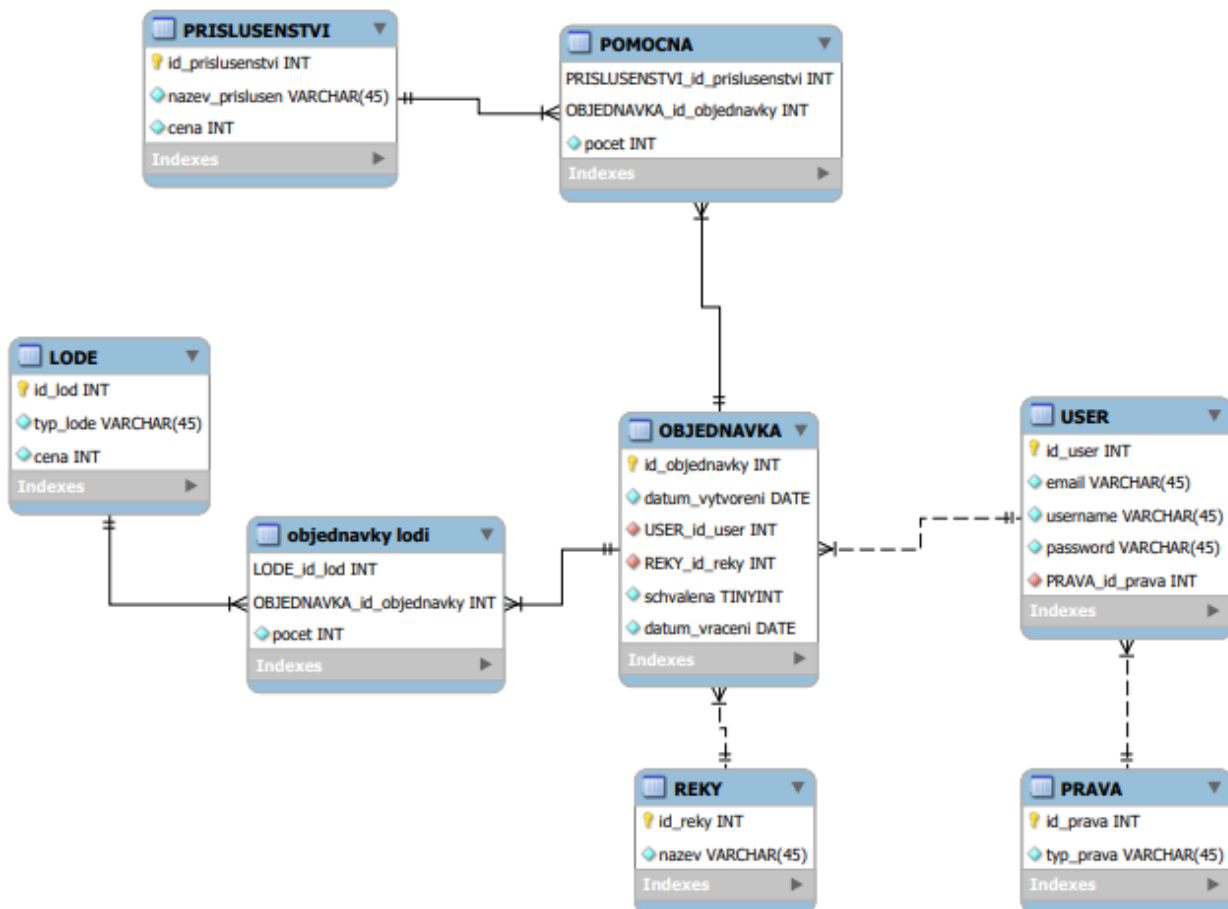 PRISLUSENSTVI
id_prislusenstvi INT
nazev_prislusen VARCHAR(45)
cena INT
Indexes
POMOCNA
PRISLUSENSTVI_id_prislusenstvi INT
OBJEDNAVKA_id_objednavky INT
pocet INT
Indexes
LODE
id_lod INT
typ_lode VARCHAR(45)
cena INT
Indexes
objednavky lodi
LODE_id_lod INT
OBJEDNAVKA_id_objednavky INT
pocet INT
Indexes
OBJEDNAVKA
id_objednavky INT
datum_vytvoreni DATE
USER_id_user INT
REKY_id_reky INT
schvalena TINYINT
datum_vraceni DATE
Indexes
USER
id_user INT
email VARCHAR(45)
username VARCHAR(45)
password VARCHAR(45)
PRAVA_id_prava INT
Indexes
REKY
id_reky INT
nazev VARCHAR(45)
Indexes
PRAVA
id_prava INT
typ_prava VARCHAR(45)
Indexes